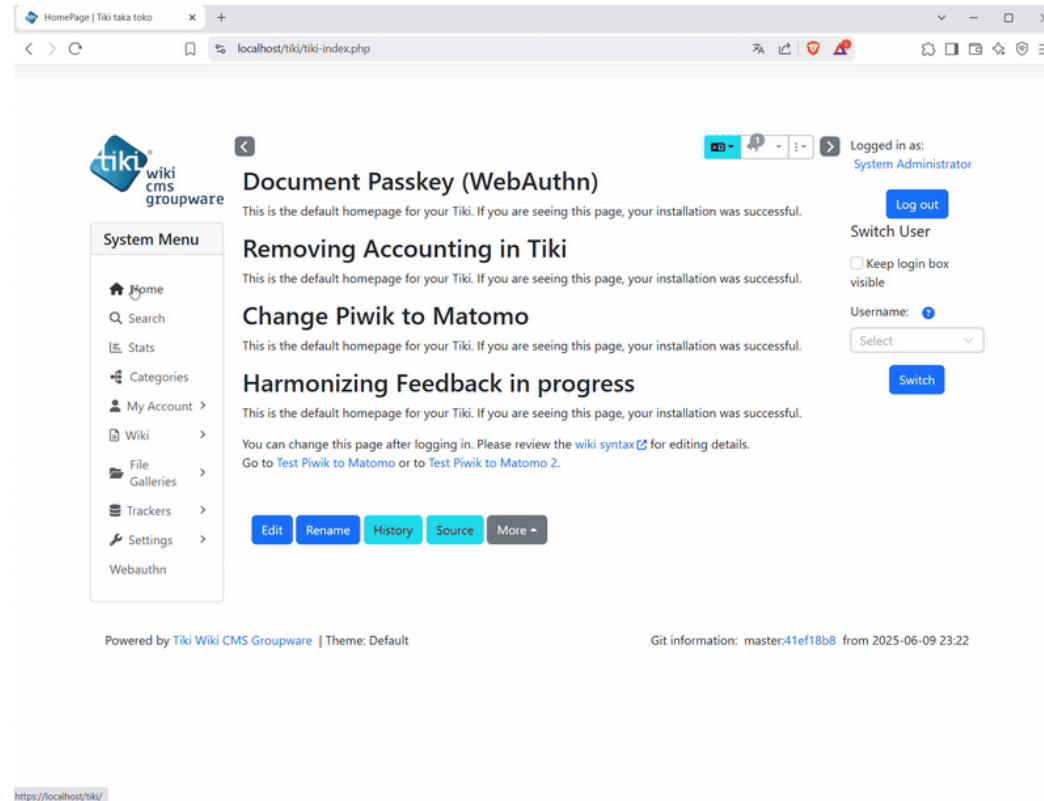 HomePage | Tiki taka toko
localhost/tiki/tiki-index.php
tiki
wiki
cms
groupware
System Menu
Home
Search
Stats
Categories
My Account
Wiki
File
Galleries
Trackers
Settings
Webauthn
1
Document Passkey (WebAuthn)
This is the default homepage for your Tiki. If you are seeing this page, your installation was successful.
Removing Accounting in Tiki
This is the default homepage for your Tiki. If you are seeing this page, your installation was successful.
Change Piwik to Matomo
This is the default homepage for your Tiki. If you are seeing this page, your installation was successful.
Harmonizing Feedback in progress
This is the default homepage for your Tiki. If you are seeing this page, your installation was successful.
You can change this page after logging in. Please review the wiki syntax for editing details.
Go to Test Piwik to Matomo or to Test Piwik to Matomo 2.
Edit Rename History Source More
Logged in as:
System Administrator
Log out
Switch User
Keep login box
visible
Username: ?
Select
Switch
Powered by Tiki Wiki CMS Groupware | Theme: Default
Git information: master:41ef18b8 from 2025-06-09 23:22
https://localhost/tiki/